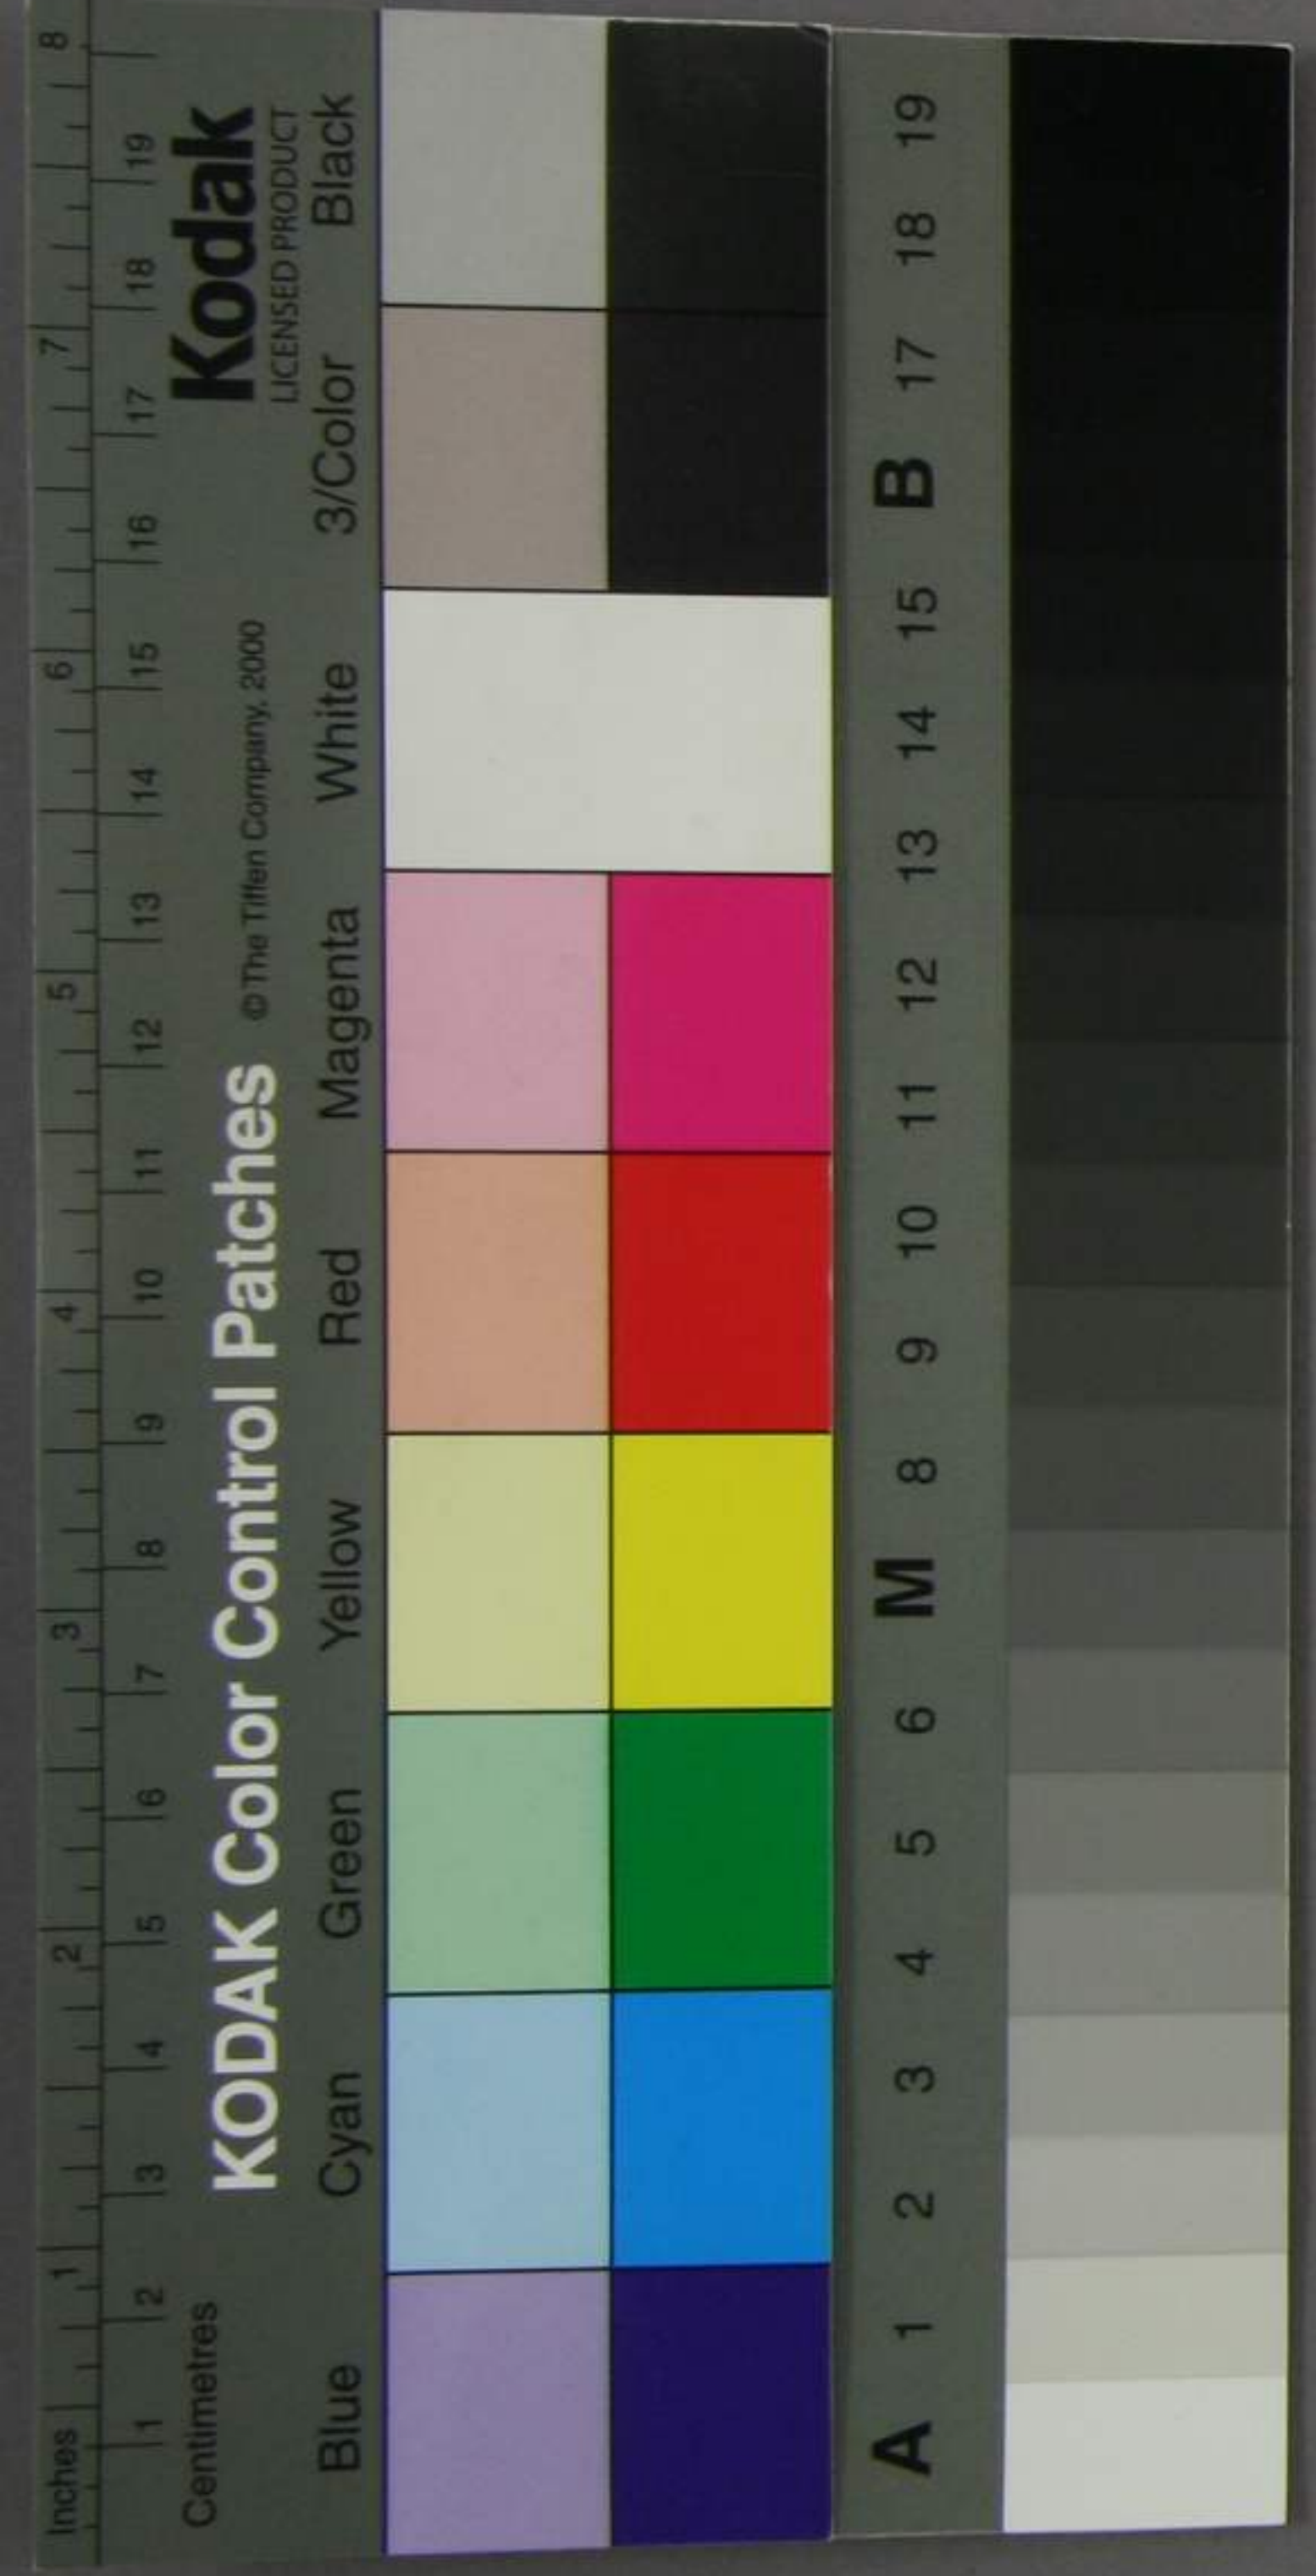 Inches 1 2 3 4 5 6 7 8
1 2 3 4 5 6 7 8 9 10 11 12 13 14 15 16 17 18 19
Centimetres
KODAK Color Control Patches © The Tiffen Company, 2000 Kodak
LICENSED PRODUCT
Blue Cyan Green Yellow Red Magenta White 3/Color Black
A 1 2 3 4 5 6 M 8 9 10 11 12 13 14 15 B 17 18 19